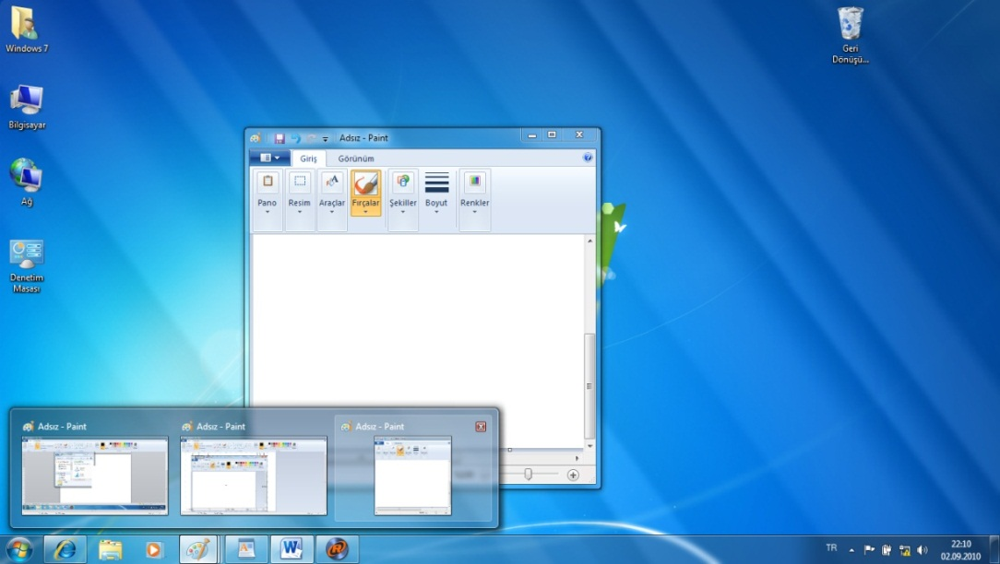 Windows 7
Bilgisayar
Ağ
Denetim
Masası
Geri
Dönüşü...
Adsız - Paint
Giriş
Görünüm
Pano
Resim
Araçlar
Fırçalar
Şekiller
Boyut
Renkler
Adsız - Paint
Adsız - Paint
Adsız - Paint
TR
22:10
02.09.2010